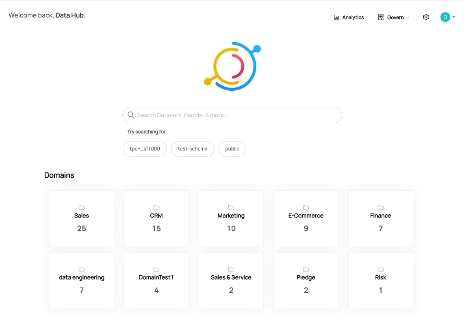 Welcome back, Data Hub.
Analytics
Govern
D
Search Datasets, People, & more...
Try searching for
test-schema
public
Domains
Sales
25
CRM
15
Marketing
10
E-Commerce
9
Finance
7
data engineering
7
DomainTest1
4
Sales & Service
2
Pledge
2
Risk
1